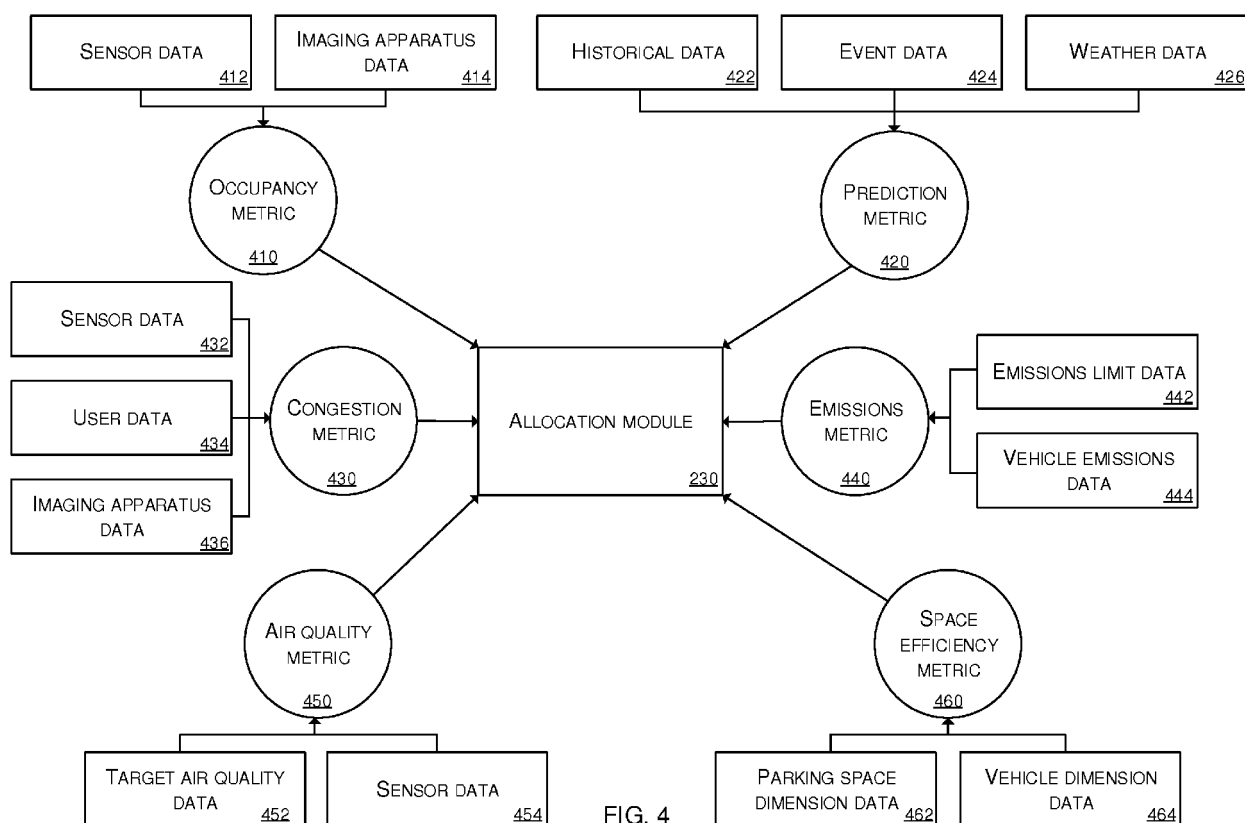 SENSOR DATA
412
IMAGING APPARATUS
DATA
414
HISTORICAL DATA
422
EVENT DATA
424
WEATHER DATA
426
OCCUPANCY
METRIC
410
PREDICTION
METRIC
420
SENSOR DATA
432
USER DATA
434
IMAGING APPARATUS
DATA
436
CONGESTION
METRIC
430
ALLOCATION MODULE
230
EMISSIONS
METRIC
440
EMISSIONS LIMIT DATA
442
VEHICLE EMISSIONS
DATA
444
AIR QUALITY
METRIC
450
SPACE
EFFICIENCY
METRIC
460
TARGET AIR QUALITY
DATA
452
SENSOR DATA
454
PARKING SPACE
DIMENSION DATA
462
VEHICLE DIMENSION
DATA
464
FIG. 4